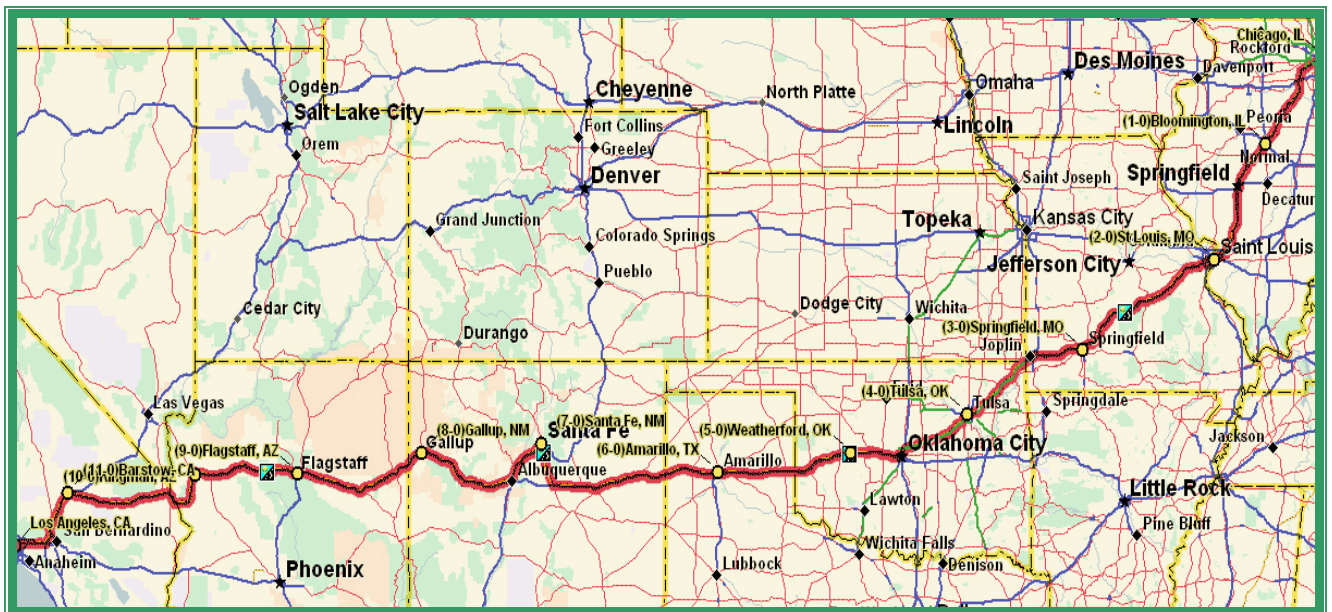 Chicago, IL
Rockford
Des Moines
Davenport
Ogden
Omaha
Cheyenne
North Platte
Salt Lake City
Lincoln
(1-0)Bloomington, IL
Peoria
Fort Collins
Orem
Greeley
Normal
Denver
Saint Joseph
Springfield
Decatur
Topeka
Kansas City
Grand Junction
(2-0)St Louis, MO
Colorado Springs
Saint Louis
Jefferson City
Pueblo
Dodge City
Wichita
Cedar City
(3-0)Springfield, MO
Durango
Joplin
Springfield
(4-0)Tulsa, OK
Las Vegas
Tulsa
Springdale
(7-0)Santa Fe, NM
(8-0)Gallup, NM
Santa Fe
(5-0)Weatherford, OK
Gallup
Oklahoma City
Jackson
(9-0)Flagstaff, AZ
(6-0)Amarillo, TX
Flagstaff
Amarillo
(11-0)Barstow, CA
Albuquerque
Little Rock
Lawton
Los Angeles, CA
San Bernardino
Pine Bluff
Wichita Falls
Anaheim
Phoenix
Lubbock
Denison